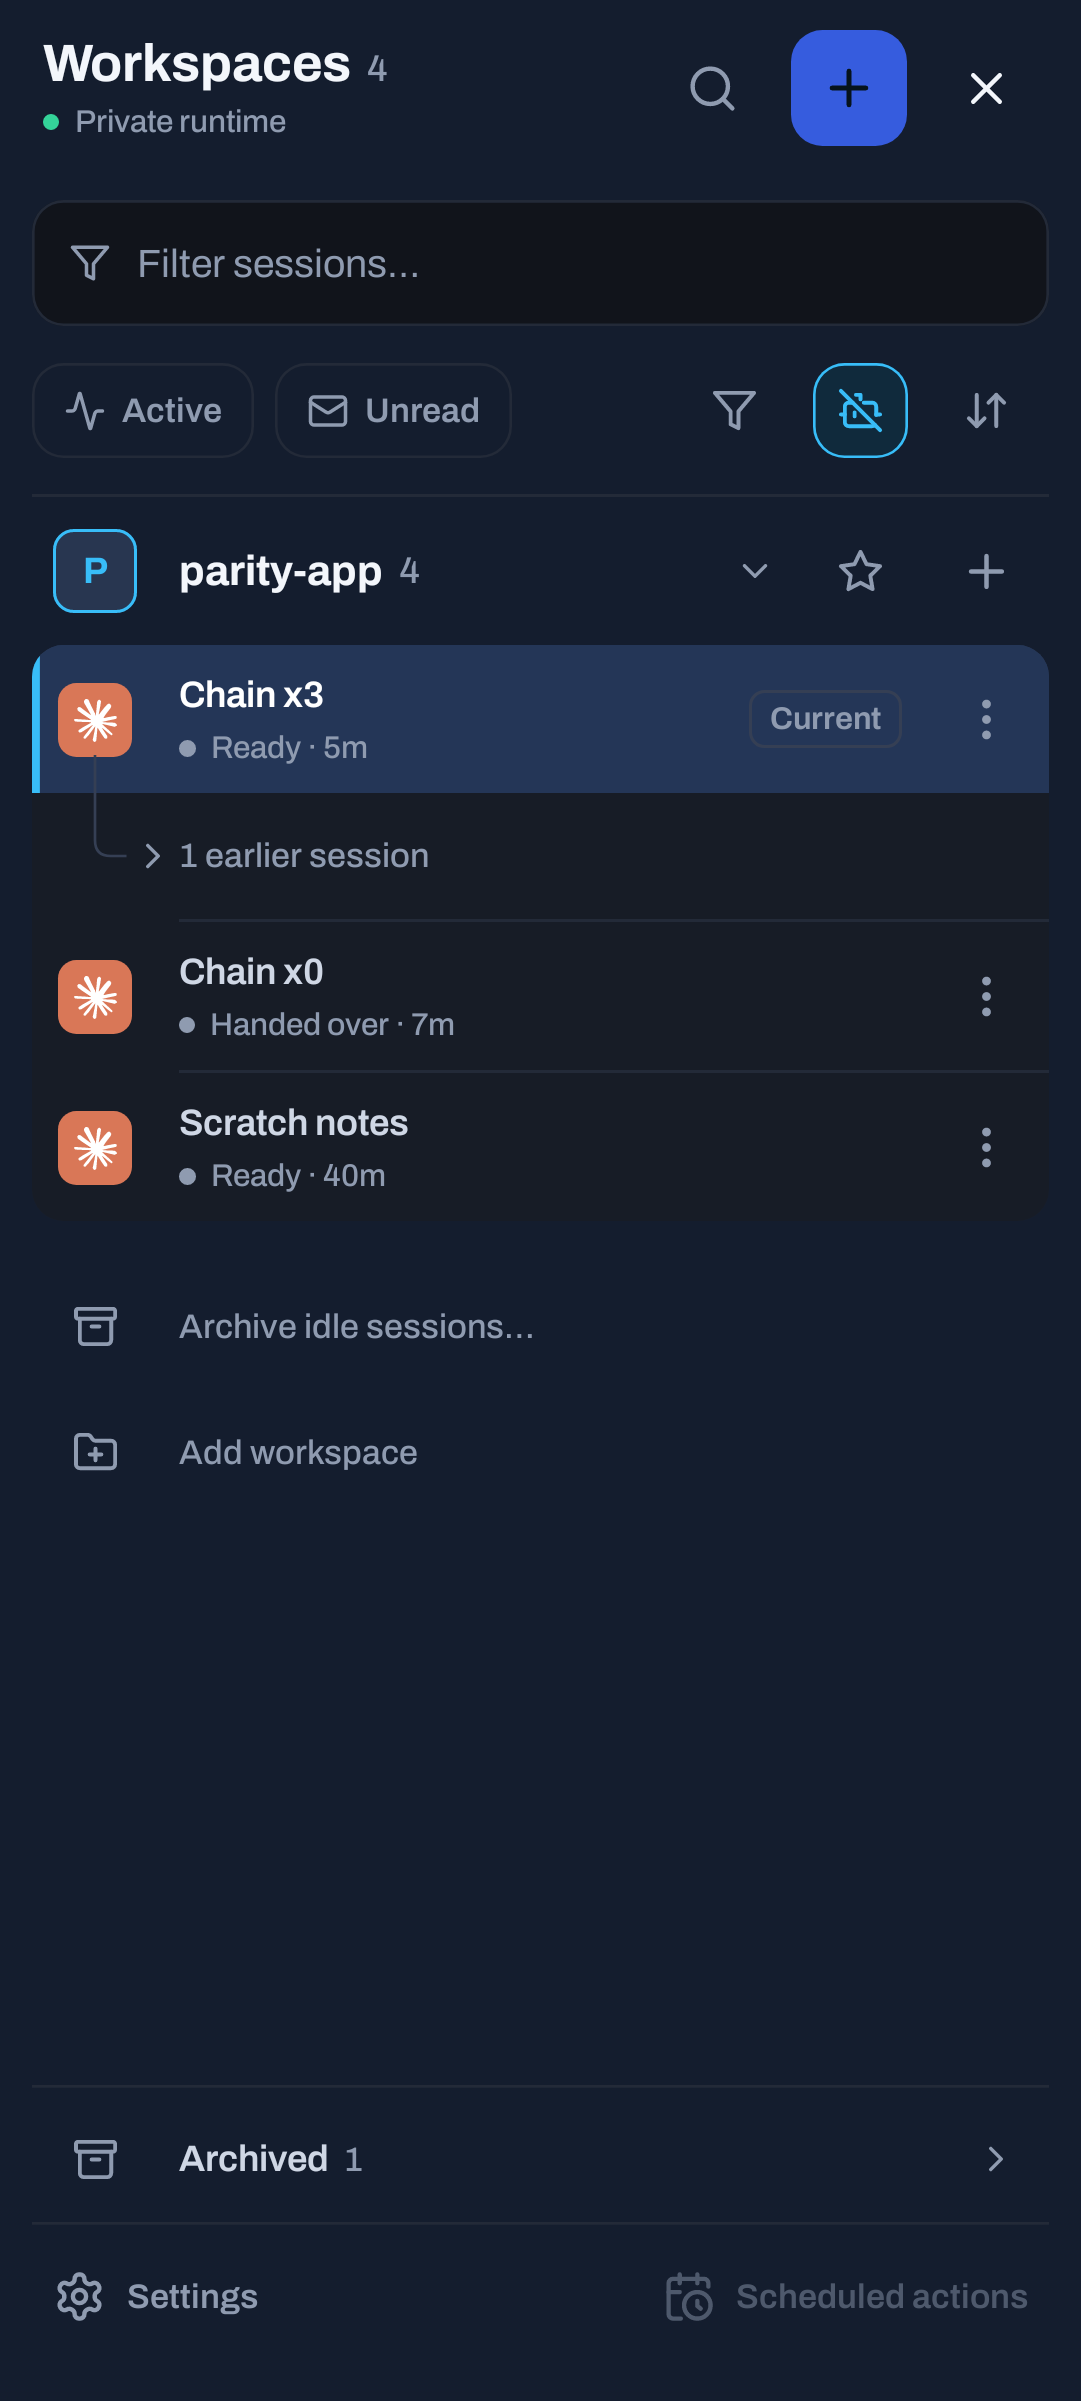 Workspaces 4
Private runtime
Filter sessions...
Active
Unread
P
parity-app 4
Chain x3
Ready · 5m
Current
1 earlier session
Chain x0
Handed over · 7m
Scratch notes
Ready · 40m
Archive idle sessions...
Add workspace
Archived 1
Settings
Scheduled actions